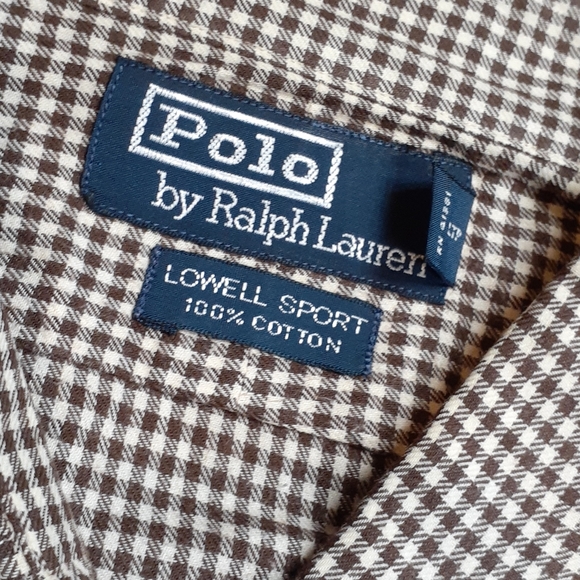 Polo
by Ralph Lauren
LOWELL SPORT
100% COTTON